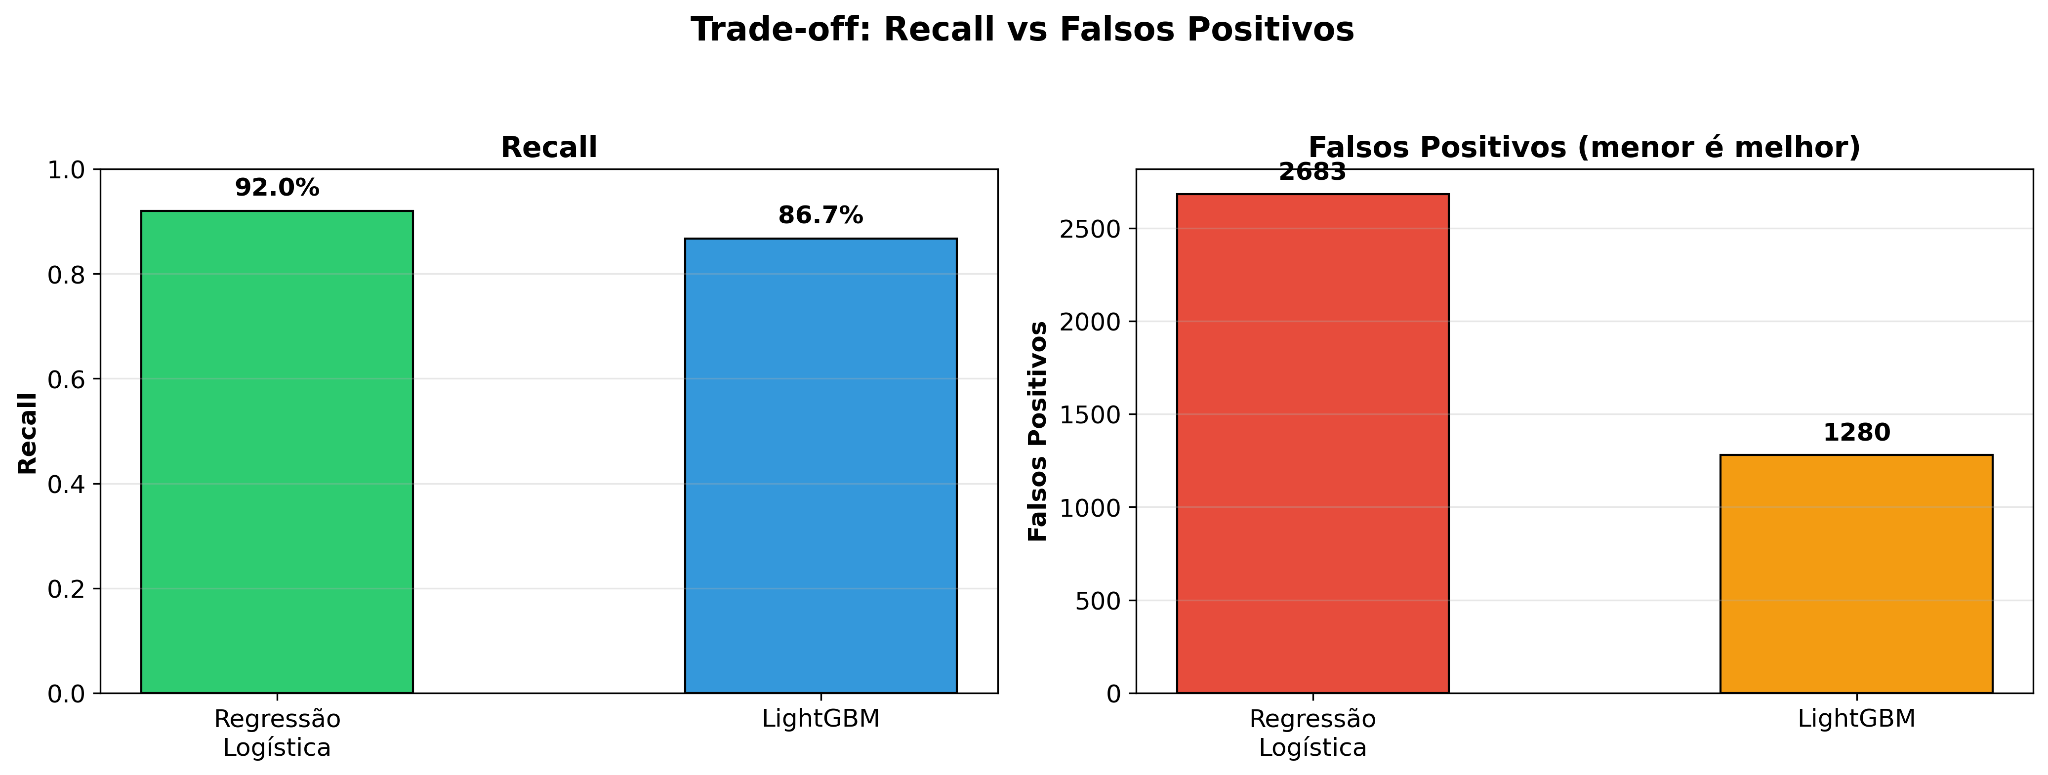 Trade-off: Recall vs Falsos Positivos
Recall
1.0
0.8
0.6
0.4
0.2
0.0
Recall
92.0%
86.7%
Regressão
Logística
LightGBM
Falsos Positivos (menor é melhor)
2500
2000
1500
1000
500
0
Falsos Positivos
2683
1280
Regressão
Logística
LightGBM